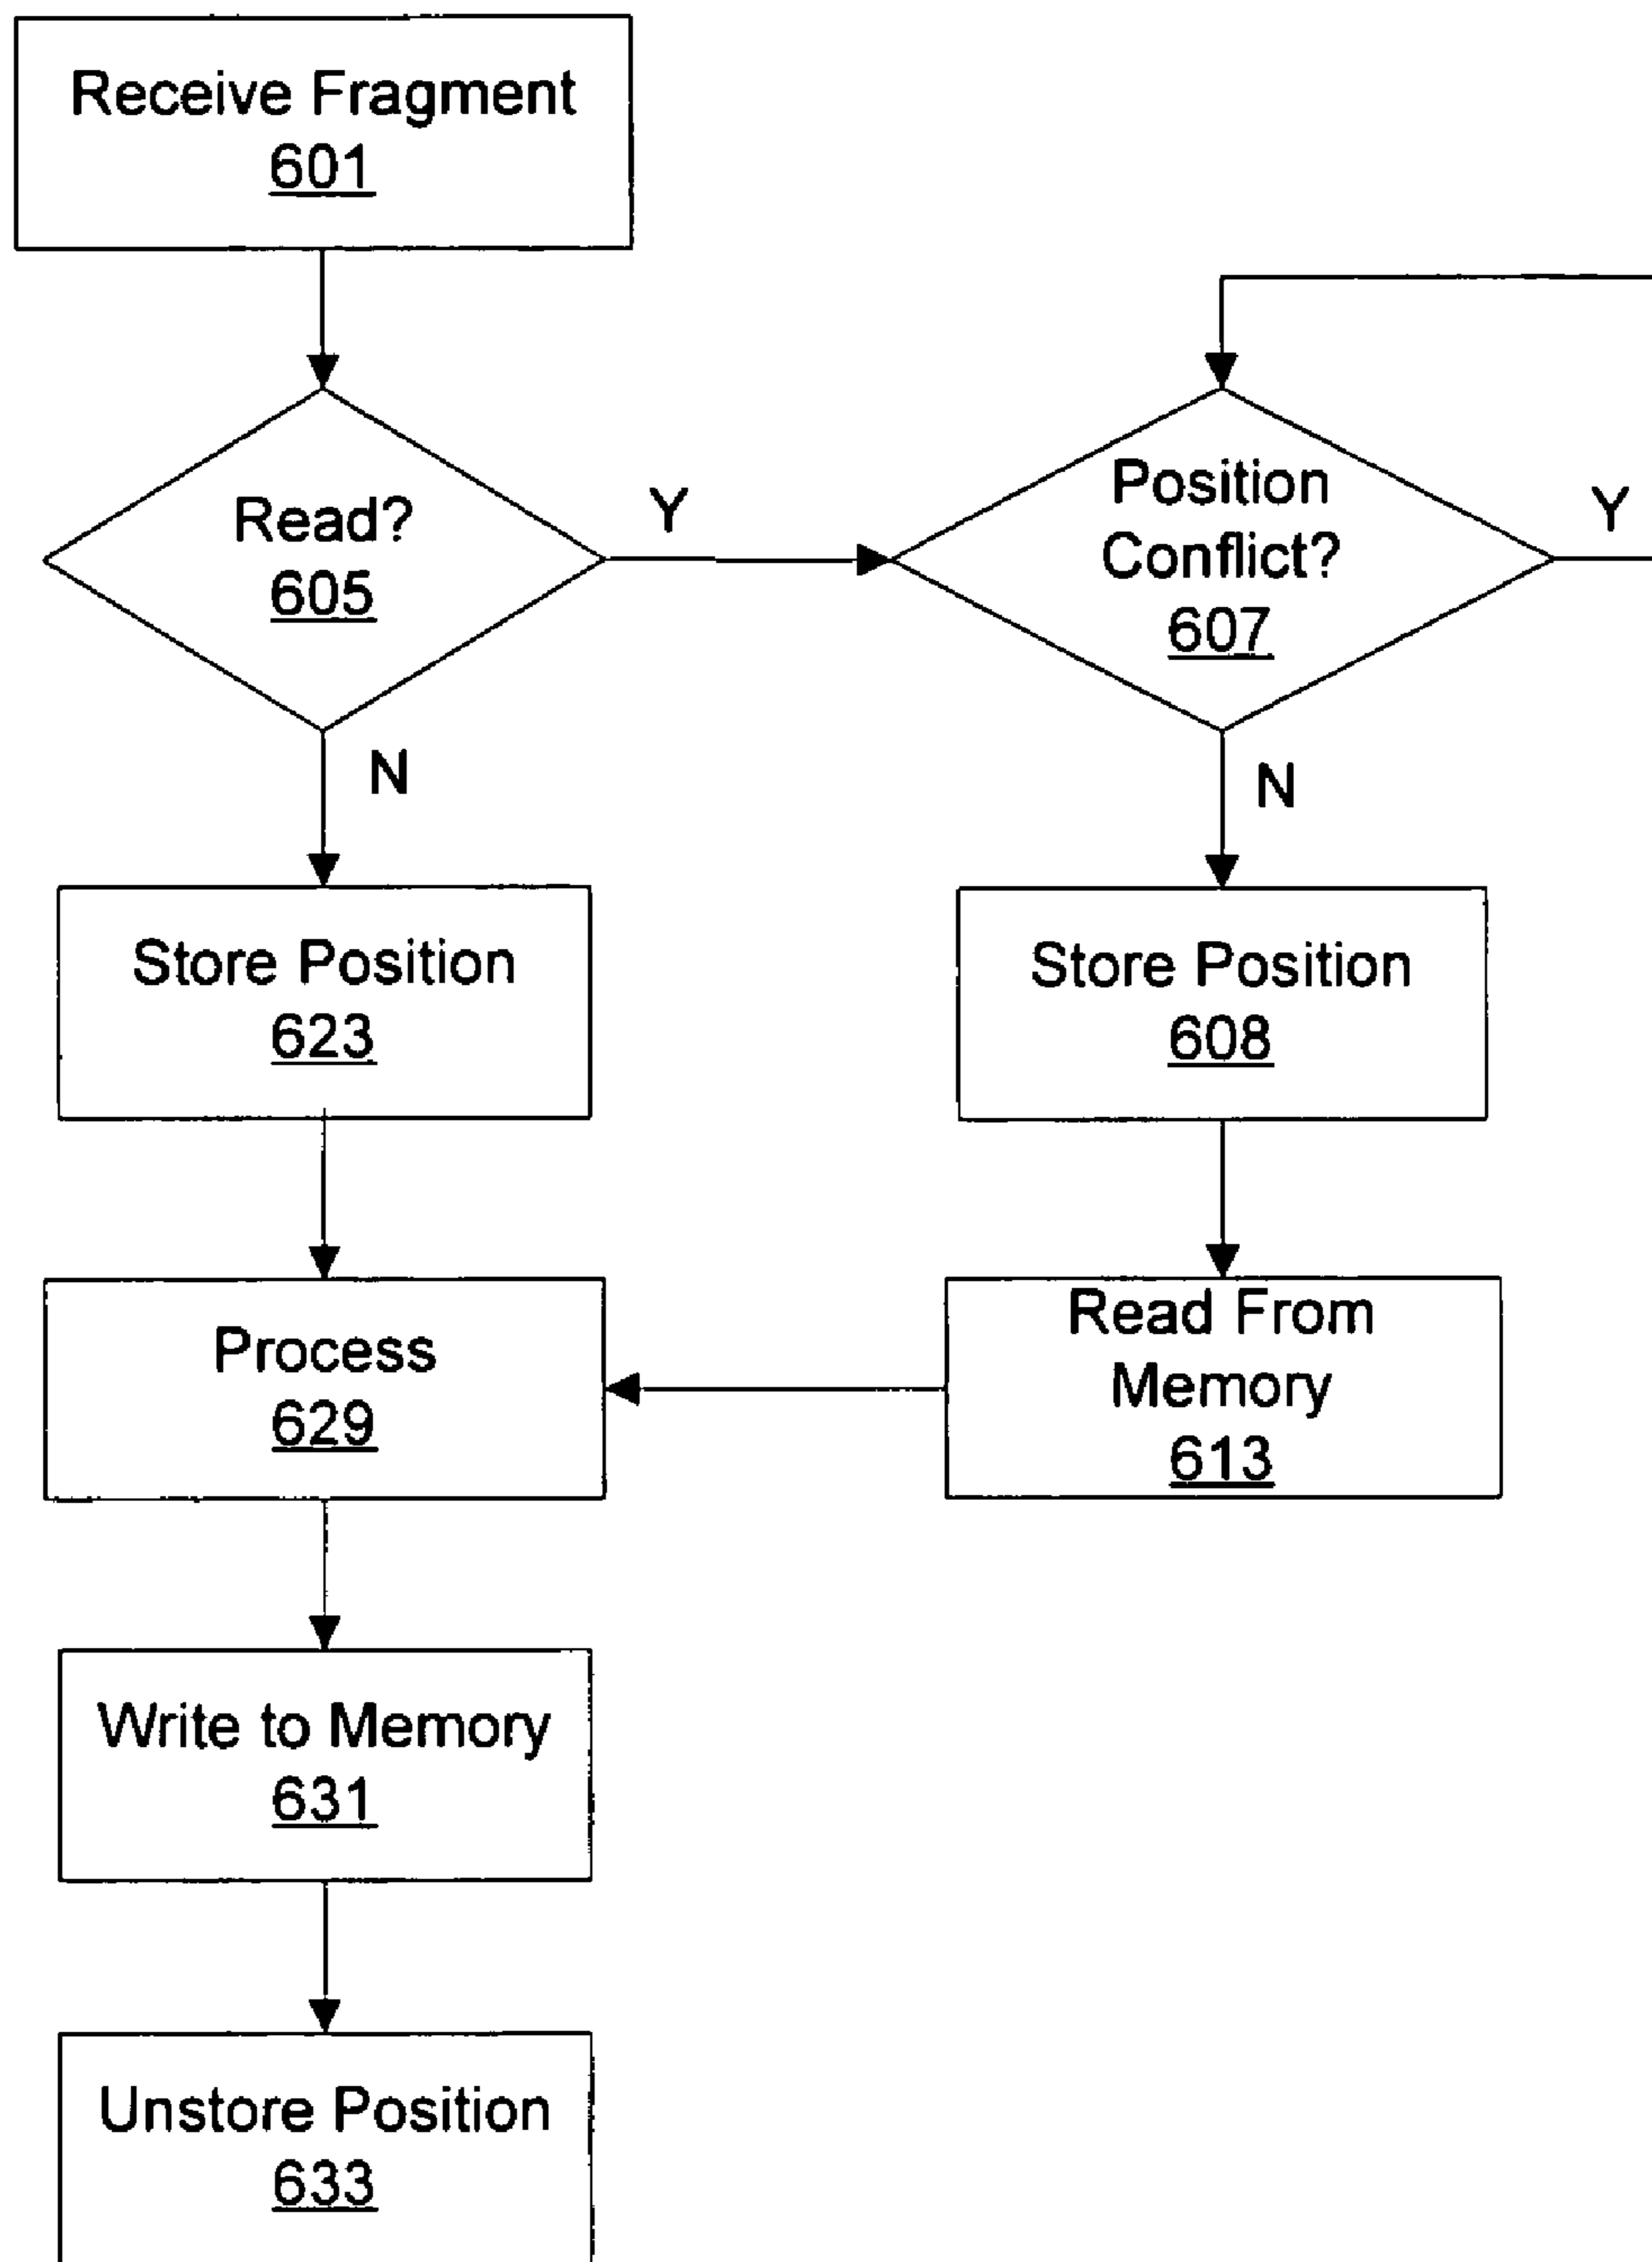 Receive Fragment
601
Read?
605
Y
Position
Conflict?
607
Y
N
N
Store Position
623
Store Position
608
Process
629
Read From
Memory
613
Write to Memory
631
Unstore Position
633